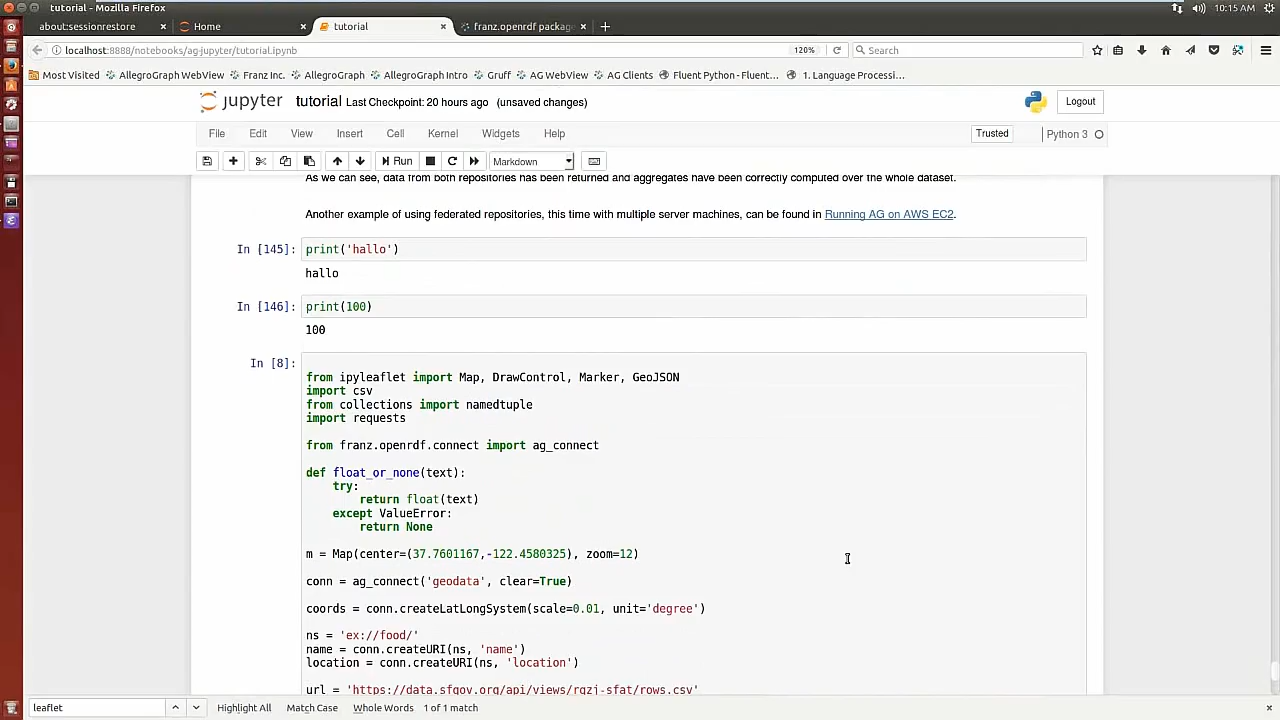 tutorial - Mozilla Firefox
10:15 AM
about:sessionrestore
Home
tutorial
franz.openrdf package
localhost:8888/notebooks/ag-jupyter/tutorial.ipynb
120%
Search
Most Visited
AllegroGraph WebView
Franz Inc.
AllegroGraph
AllegroGraph Intro
Gruff
AG WebView
AG Clients
Fluent Python - Fluent...
1. Language Processi...
jupyter
tutorial Last Checkpoint: 20 hours ago (unsaved changes)
Logout
File Edit View Insert Cell Kernel Widgets Help
Trusted
Python 3
Run
Markdown
As we can see, data from both repositories has been returned and aggregates have been correctly computed over the whole dataset.
Another example of using federated repositories, this time with multiple server machines, can be found in Running AG on AWS EC2.
In [145]: print('hallo')
hallo
In [146]: print(100)
100
In [8]:
from ipyleaflet import Map, DrawControl, Marker, GeoJSON
import csv
from collections import namedtuple
import requests
from franz.openrdf.connect import ag_connect
def float_or_none(text):
try:
return float(text)
except ValueError:
return None
m = Map(center=(37.7601167,-122.4580325), zoom=12)
conn = ag_connect('geodata', clear=True)
coords = conn.createLatLongSystem(scale=0.01, unit='degree')
ns = 'ex://food/'
name = conn.createURI(ns, 'name')
location = conn.createURI(ns, 'location')
url = 'https://data.sfgov.org/api/views/rqzj-sfat/rows.csv'
leaflet
Highlight All
Match Case
Whole Words
1 of 1 match